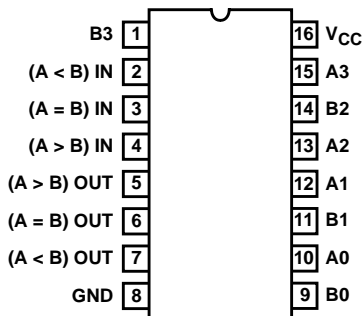 B3 1 16 VCC
(A < B) IN 2 15 A3
(A = B) IN 3 14 B2
(A > B) IN 4 13 A2
(A > B) OUT 5 12 A1
(A = B) OUT 6 11 B1
(A < B) OUT 7 10 A0
GND 8 9 B0